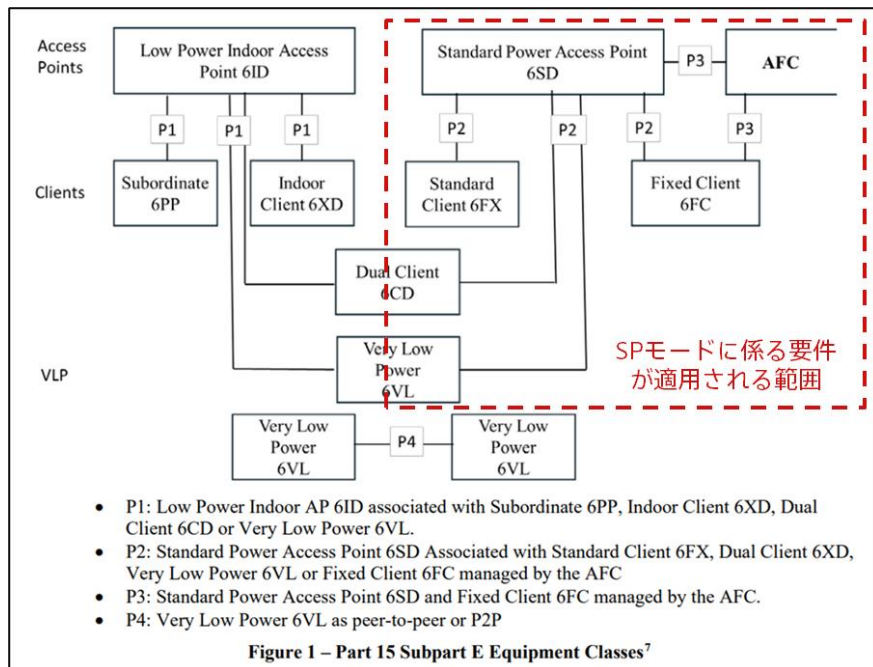 Access
Points
Low Power Indoor Access
Point 6ID
Standard Power Access Point
6SD
P3
AFC
P1
P1
P1
P2
P2
P2
P3
Clients
Subordinate
6PP
Indoor
Client 6XD
Standard
Client 6FX
Fixed Client
6FC
Dual Client
6CD
SPモードに係る要件
が適用される範囲
VLP
Very Low
Power
6VL
Very Low
Power
6VL
P4
Very Low
Power
6VL
• P1: Low Power Indoor AP 6ID associated with Subordinate 6PP, Indoor Client 6XD, Dual
Client 6CD or Very Low Power 6VL.
• P2: Standard Power Access Point 6SD Associated with Standard Client 6FX, Dual Client 6XD,
Very Low Power 6VL or Fixed Client 6FC managed by the AFC
• P3: Standard Power Access Point 6SD and Fixed Client 6FC managed by the AFC.
• P4: Very Low Power 6VL as peer-to-peer or P2P
Figure 1 – Part 15 Subpart E Equipment Classes7